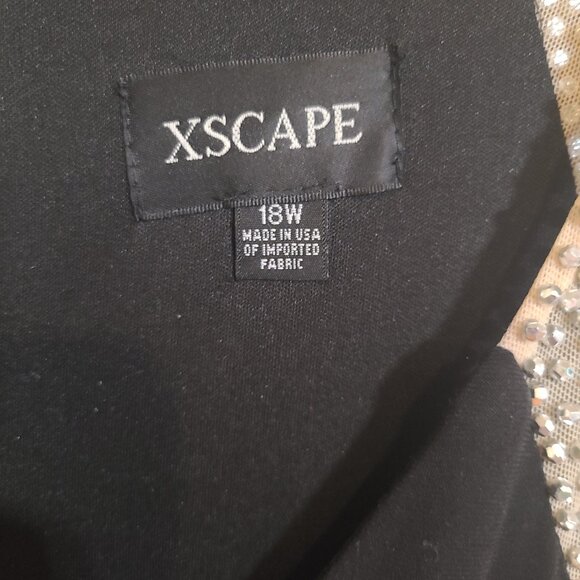 XSCAPE
18W
MADE IN USA
OF IMPORTED
FABRIC